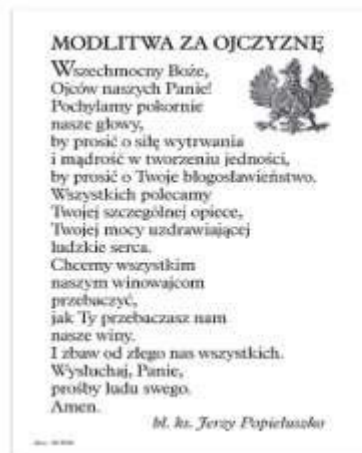 MODLITWA ZA OJCZYZNĘ
Wszechmocny Boże,
Ojców naszych Panie!
Pochylamy pokornie
nasze głowy,
by prosić o siłę wytrwania
i mądrość w tworzeniu jedności,
by prosić o Twoje błogosławieństwo.
Wszystkich polecamy
Twojej szczególnej opiece,
Twojej mocy uzdrawiającej
ludzkie serca.
Chcemy wszystkim
naszym winowajcom
przebaczyć,
jak Ty przebaczasz nam
nasze winy.
I zbaw od złego nas wszystkich.
Wysłuchaj, Panie,
prośby ludu swego.
Amen.
bł. ks. Jerzy Popiełuszko